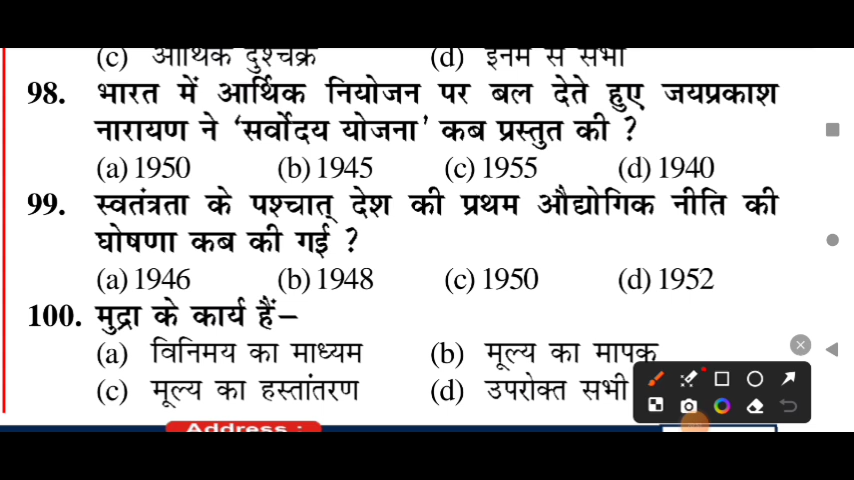 (c) आर्थिक दुश्चक्र (d) इनमें से सभी
98. भारत में आर्थिक नियोजन पर बल देते हुए जयप्रकाश
नारायण ने ‘सर्वोदय योजना’ कब प्रस्तुत की ?
(a) 1950 (b) 1945 (c) 1955 (d) 1940
99. स्वतंत्रता के पश्चात् देश की प्रथम औद्योगिक नीति की
घोषणा कब की गई ?
(a) 1946 (b) 1948 (c) 1950 (d) 1952
100. मुद्रा के कार्य हैं–
(a) विनिमय का माध्यम (b) मूल्य का मापक
(c) मूल्य का हस्तांतरण (d) उपरोक्त सभी
Address :